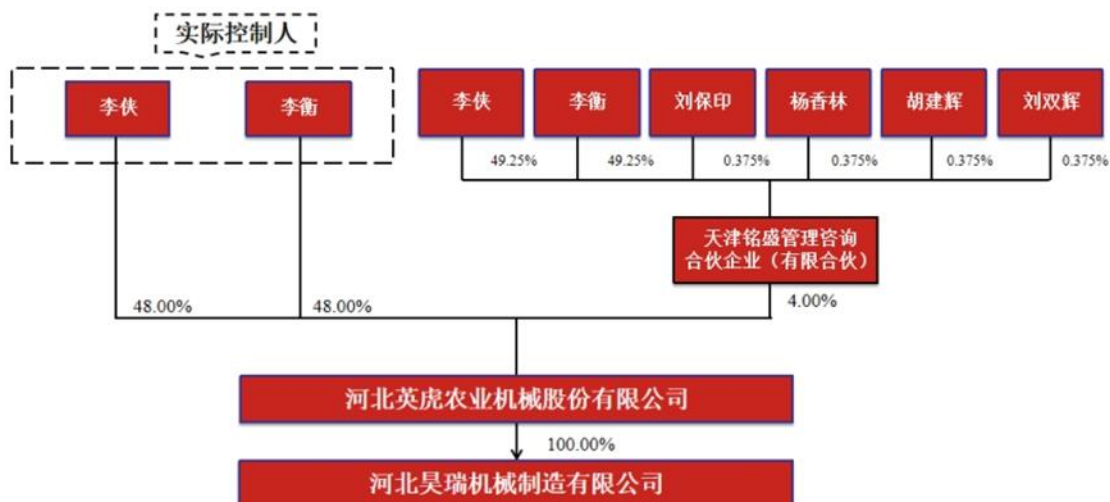 实际控制人
李侠
李衡
李侠
李衡
刘保印
杨香林
胡建辉
刘双辉
49.25%
49.25%
0.375%
0.375%
0.375%
0.375%
天津铭盛管理咨询
合伙企业（有限合伙）
48.00%
48.00%
4.00%
河北英虎农业机械股份有限公司
100.00%
河北昊瑞机械制造有限公司